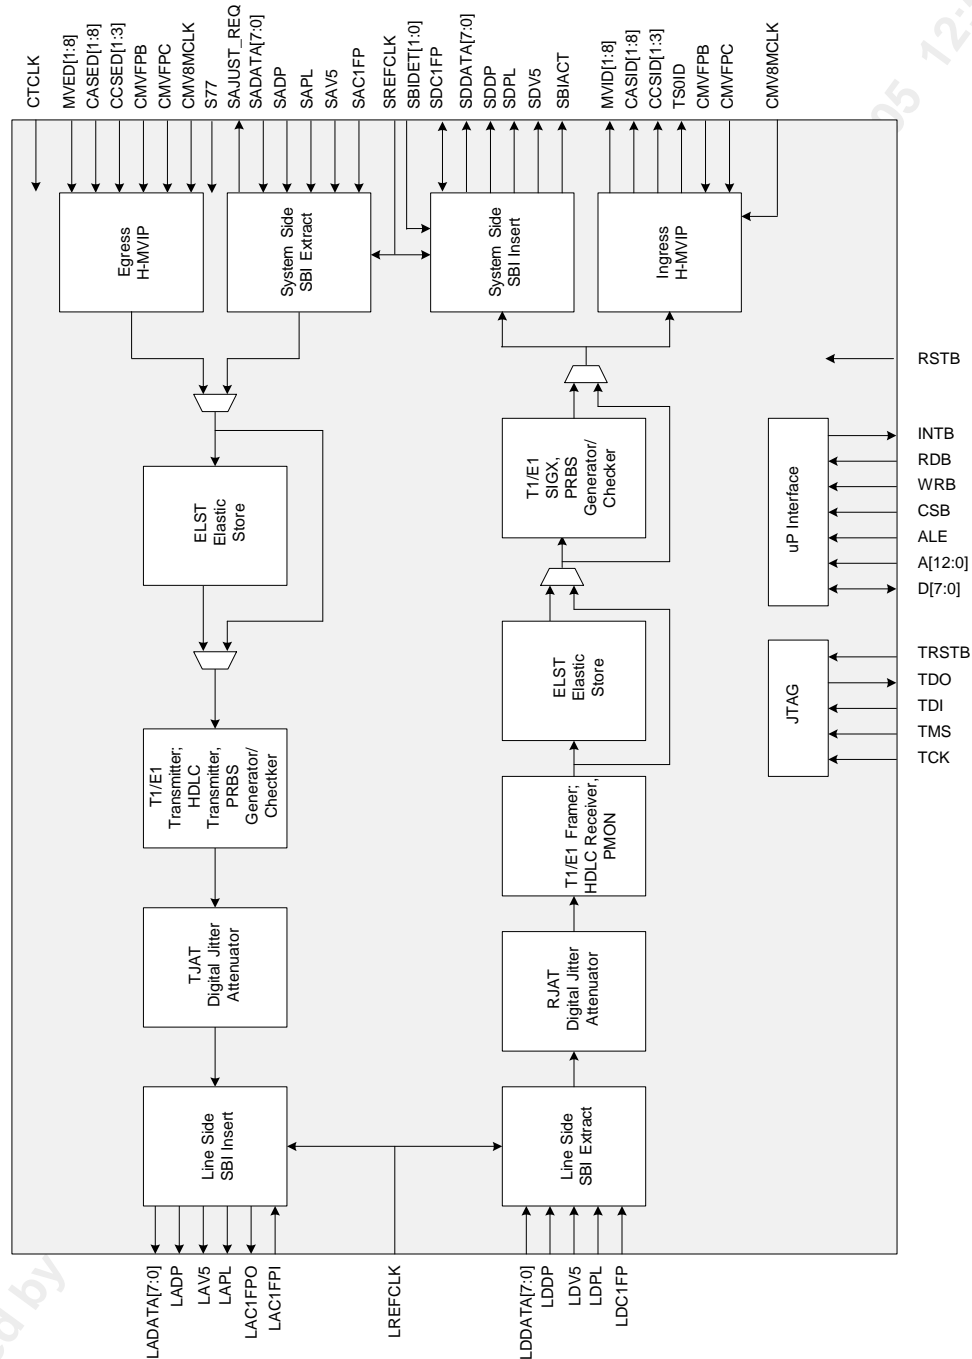 CTCLK
MVED[1:8]
CASED[1:8]
CCSED[1:3]
CMVFPB
CMVFPC
CMV8MCLK
S77
SAJUST_REQ
SADATA[7:0]
SADP
SAPL
SAV5
SAC1FP
SREFCLK
SBIDET[1:0]
SDC1FP
SDDATA[7:0]
SDDP
SDPL
SDV5
SBIACT
MVID[1:8]
CASID[1:8]
CCSID[1:3]
TS0ID
CMVFPB
CMVFPC
CMV8MCLK
05 12:
Egress
H-MVIP
System Side
SBI Extract
System Side
SBI Insert
Ingress
H-MVIP
RSTB
ELST
Elastic
Store
T1/E1
SIGX,
PRBS
Generator/
Checker
uP Interface
INTB
RDB
WRB
CSB
ALE
A[12:0]
D[7:0]
ELST
Elastic
Store
JTAG
TRSTB
TDO
TDI
TMS
TCK
T1/E1
Transmitter;
HDLC
Transmitter,
PRBS
Generator/
Chectker
T1/E1 Framer;
HDLC Receiver,
PMON
TJAT
Digital Jitter
Attenuator
RJAT
Digital Jitter
Attenuator
Line Side
SBI Insert
Line Side
SBI Extract
LADATA[7:0]
LADP
LAV5
LAPL
LAC1FPO
LAC1FPI
LREFCLK
LDDATA[7:0]
LDDP
LDV5
LDPL
LDC1FP
ed by